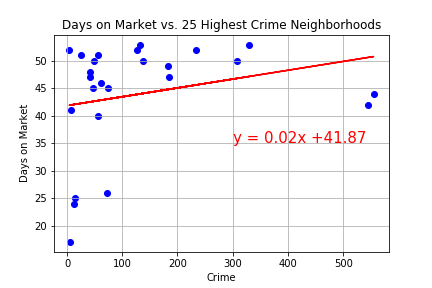 Days on Market vs. 25 Highest Crime Neighborhoods
50
45
40
35
30
25
20
Days on Market
y = 0.02x +41.87
0 100 200 300 400 500
Crime